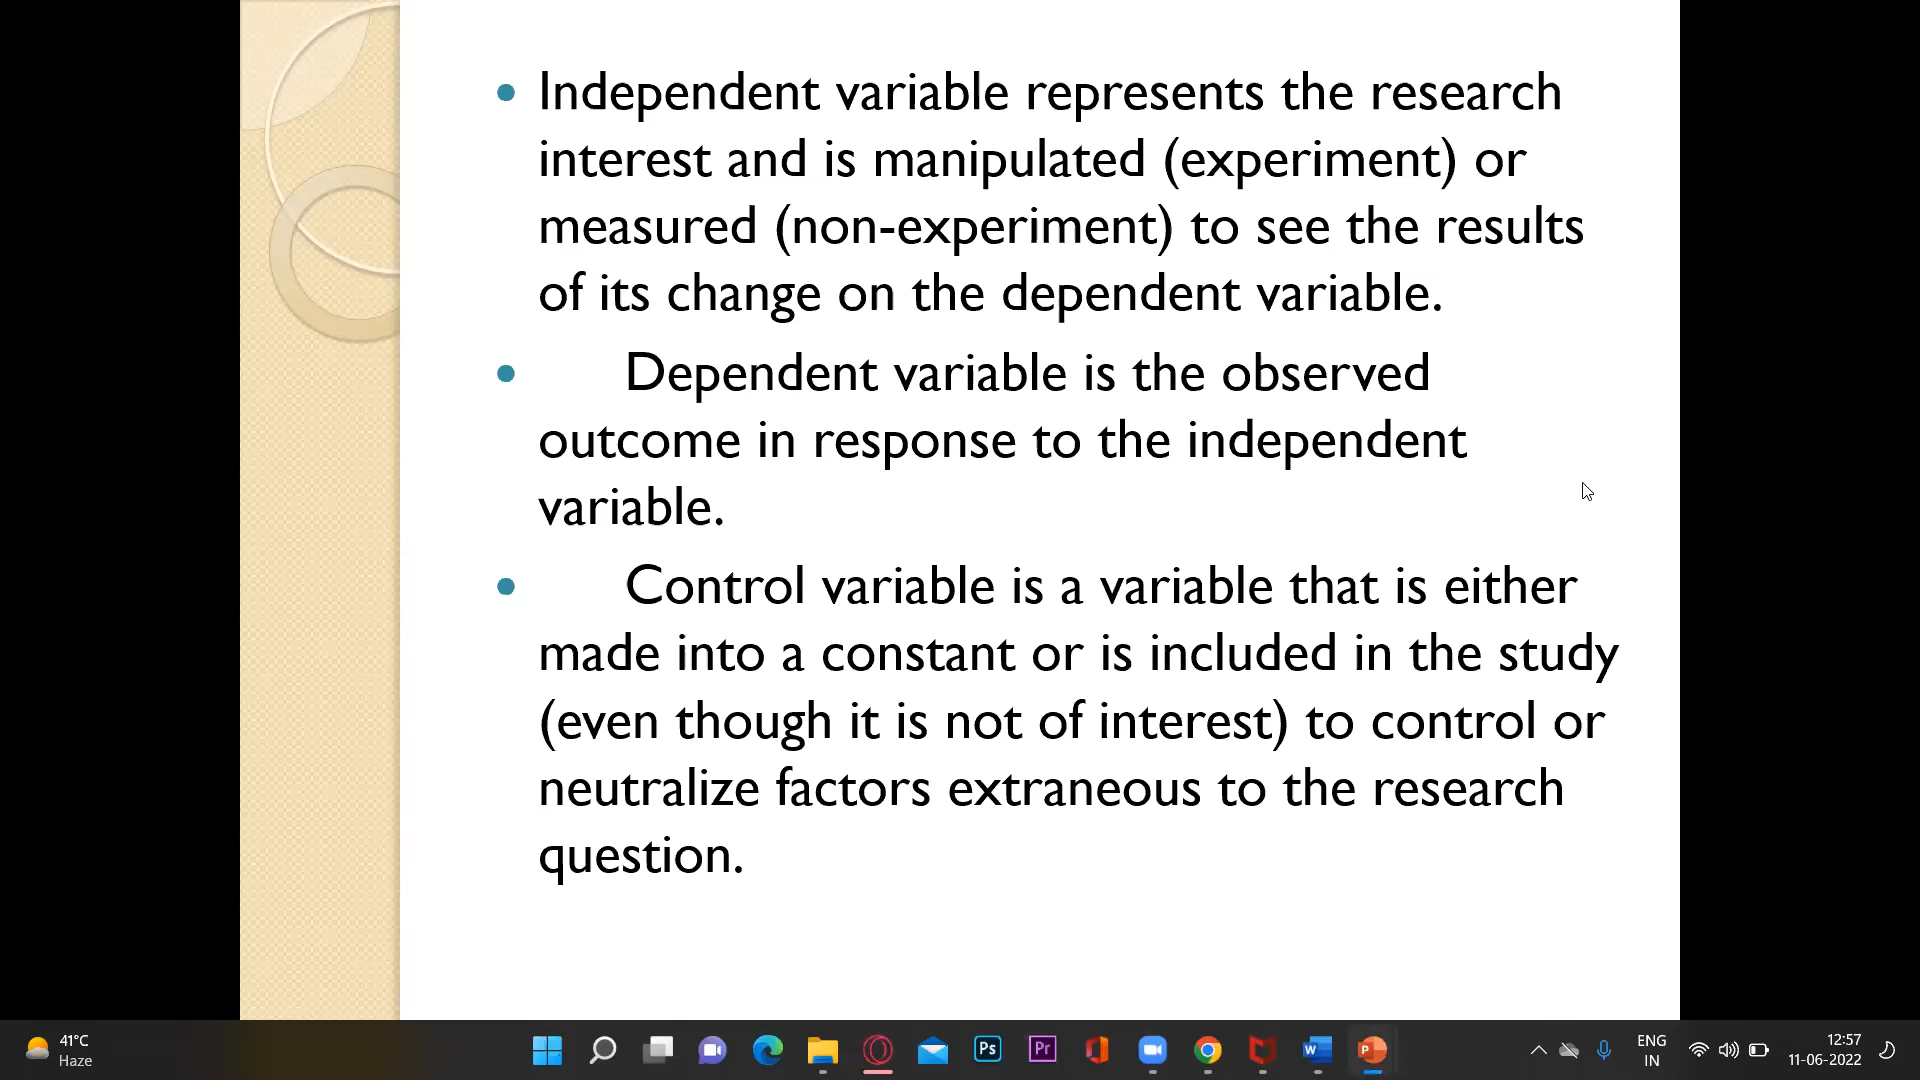 Independent variable represents the research
interest and is manipulated (experiment) or
measured (non-experiment) to see the results
of its change on the dependent variable.
Dependent variable is the observed
outcome in response to the independent
variable.
Control variable is a variable that is either
made into a constant or is included in the study
(even though it is not of interest) to control or
neutralize factors extraneous to the research
question.
41°C
Haze
Ps
Pr
W
P
ENG
IN
12:57
11-06-2022